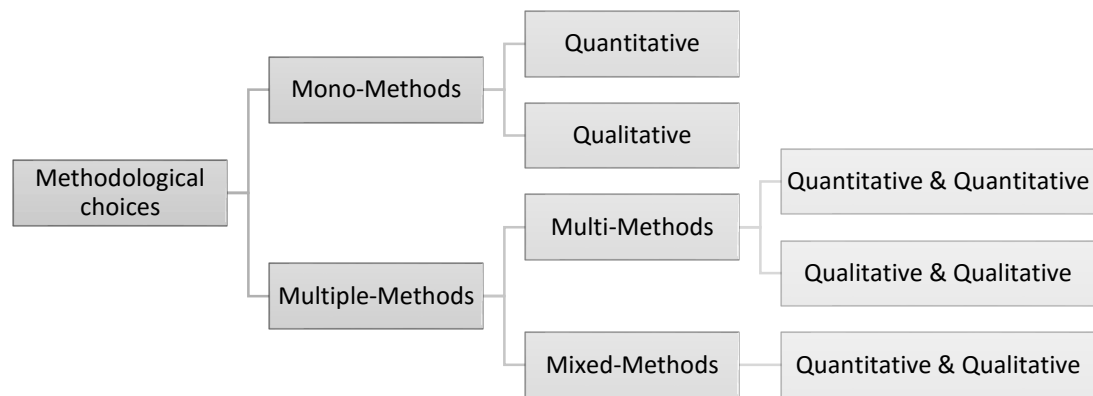 Methodological
choices
Mono-Methods
Quantitative
Qualitative
Multiple-Methods
Multi-Methods
Quantitative & Quantitative
Qualitative & Qualitative
Mixed-Methods
Quantitative & Qualitative